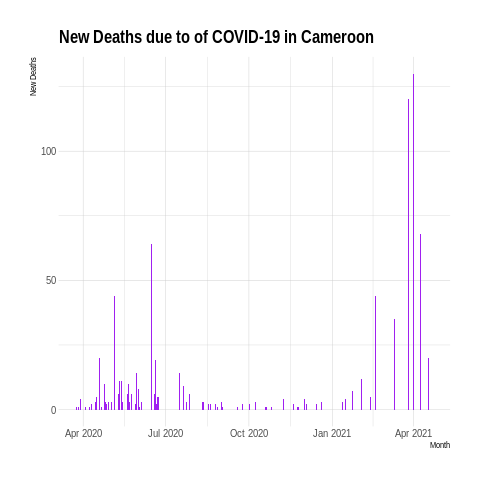 New Deaths due to of COVID-19 in Cameroon
New Deaths
100
50
0
Apr 2020 Jul 2020 Oct 2020 Jan 2021 Apr 2021
Month